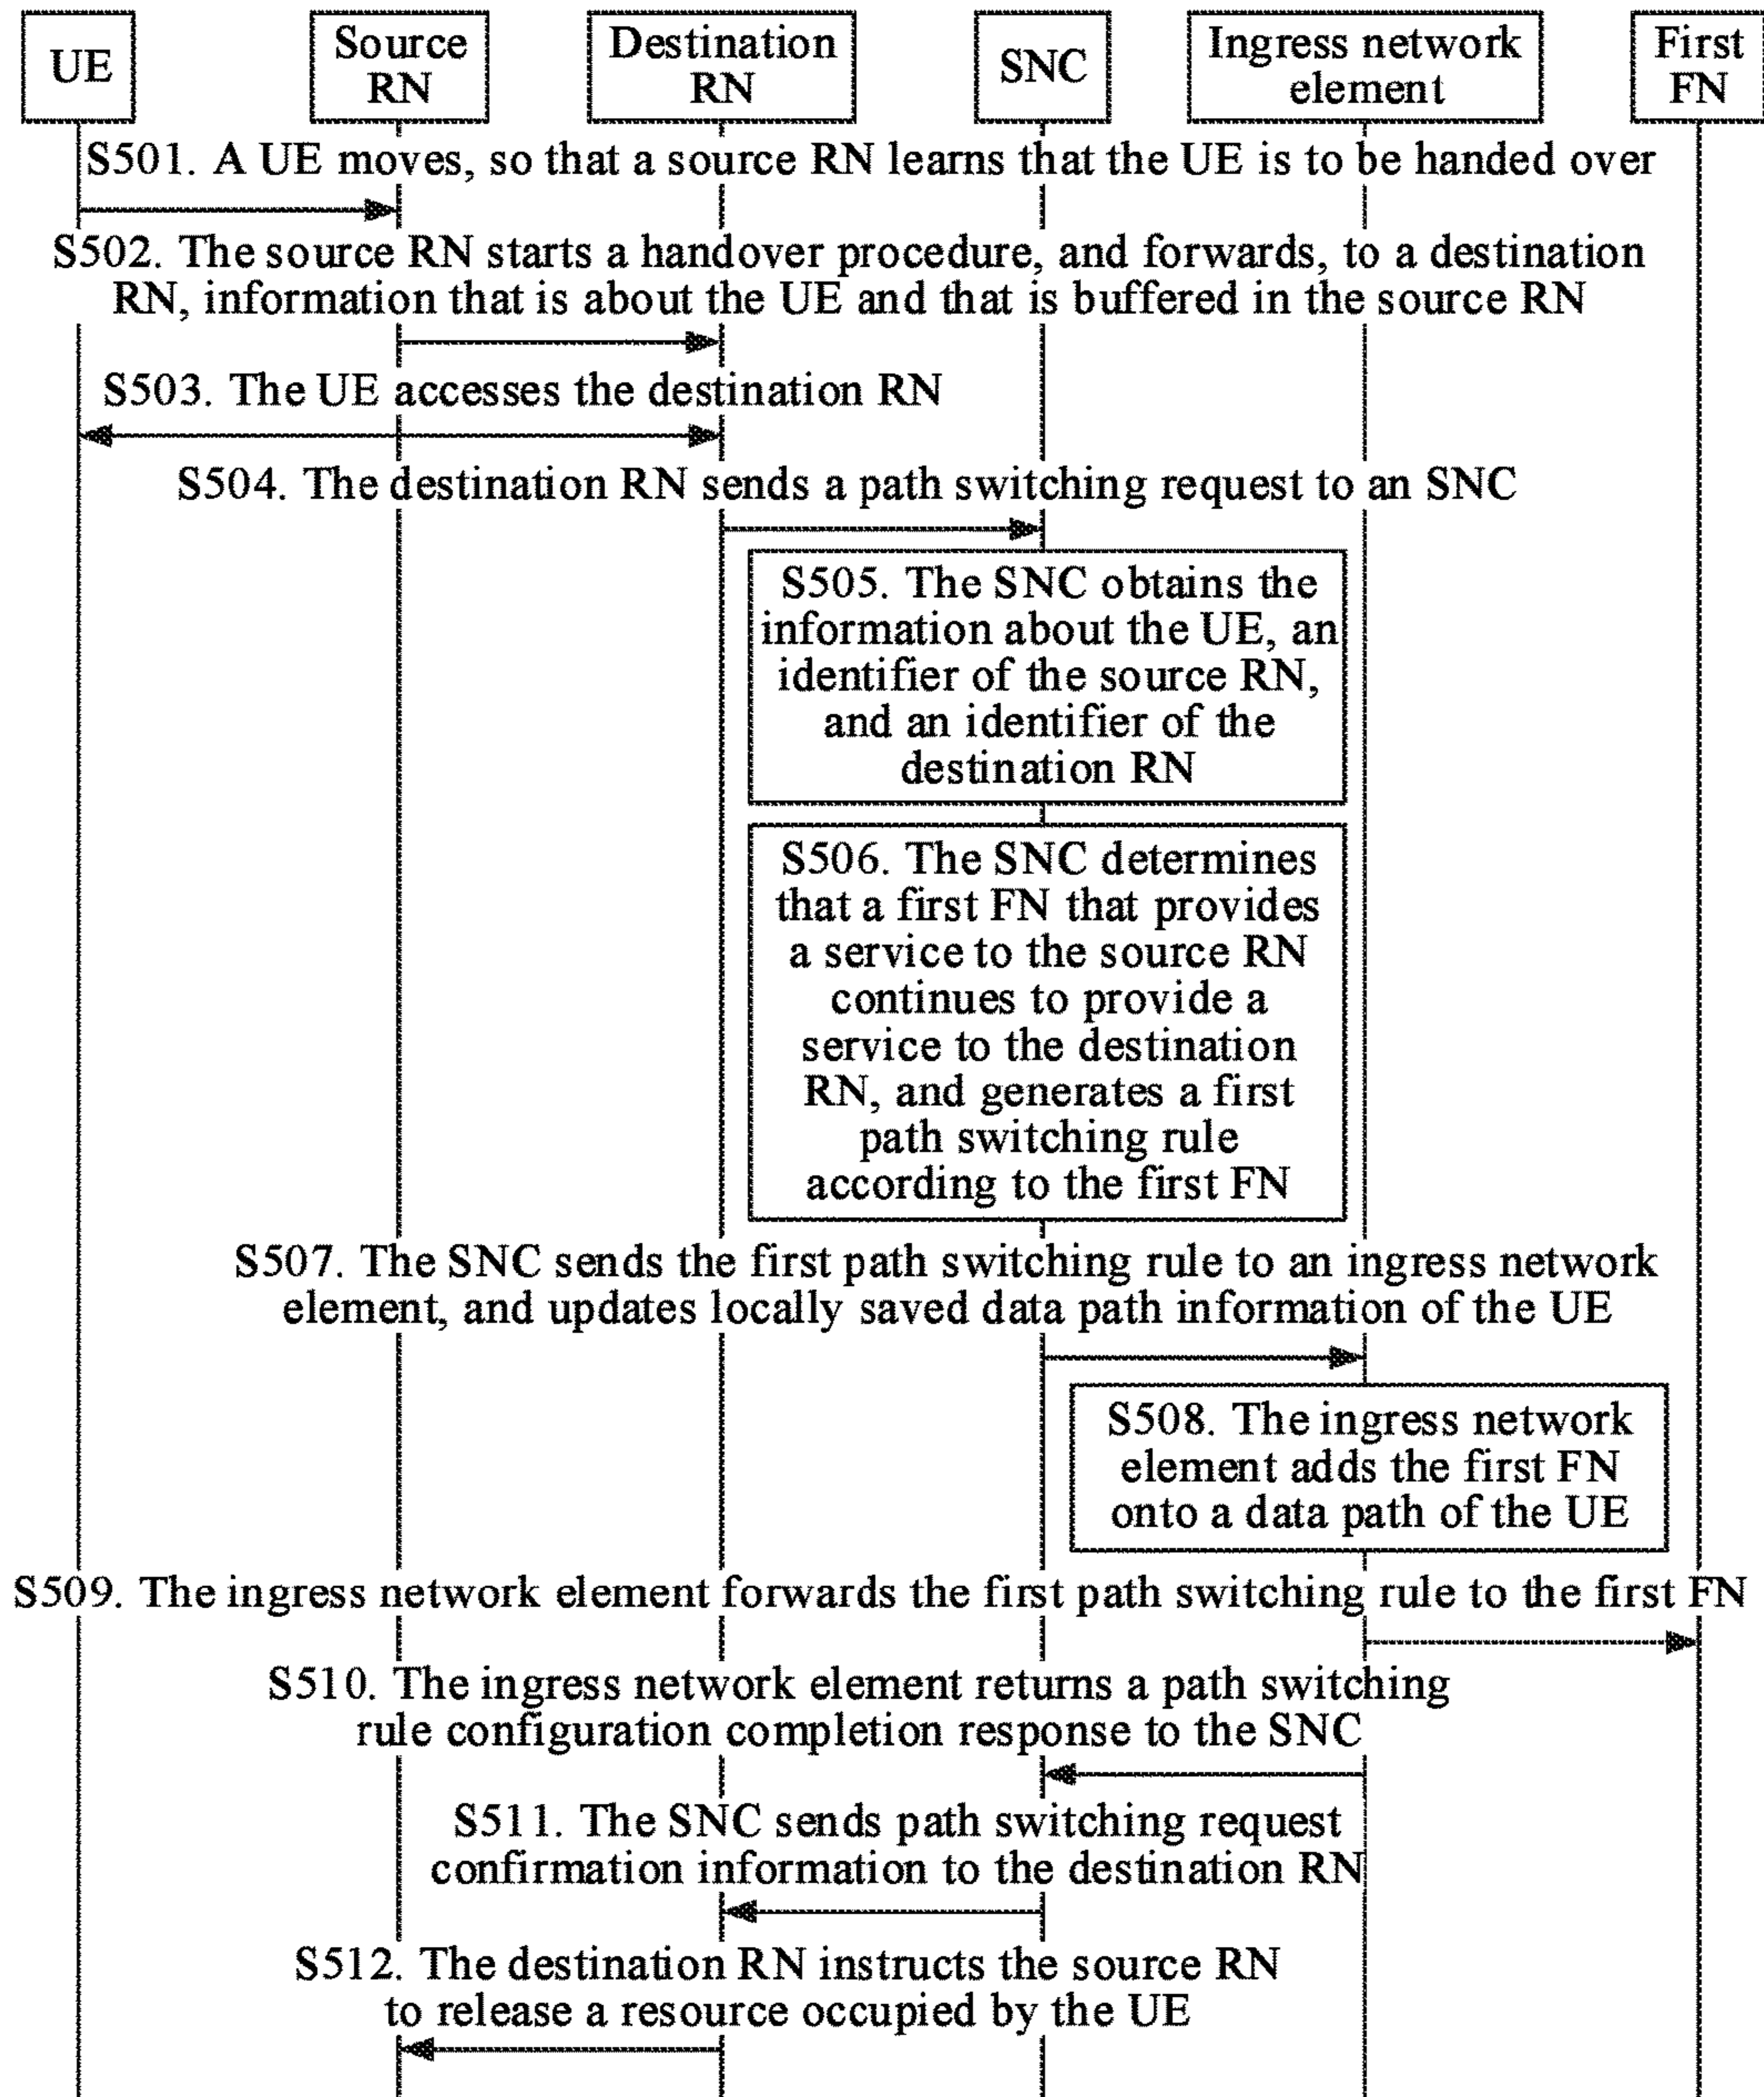 UE
Source
RN
Destination
RN
SNC
Ingress network
element
First
FN
S501. A UE moves, so that a source RN learns that the UE is to be handed over
S502. The source RN starts a handover procedure, and forwards, to a destination
RN, information that is about the UE and that is buffered in the source RN
S503. The UE accesses the destination RN
S504. The destination RN sends a path switching request to an SNC
S505. The SNC obtains the
information about the UE, an
identifier of the source RN,
and an identifier of the
destination RN
S506. The SNC determines
that a first FN that provides
a service to the source RN
continues to provide a
service to the destination
RN, and generates a first
path switching rule
according to the first FN
S507. The SNC sends the first path switching rule to an ingress network
element, and updates locally saved data path information of the UE
S508. The ingress network
element adds the first FN
onto a data path of the UE
S509. The ingress network element forwards the first path switching rule to the first FN
S510. The ingress network element returns a path switching
rule configuration completion response to the SNC
S511. The SNC sends path switching request
confirmation information to the destination RN
S512. The destination RN instructs the source RN
to release a resource occupied by the UE